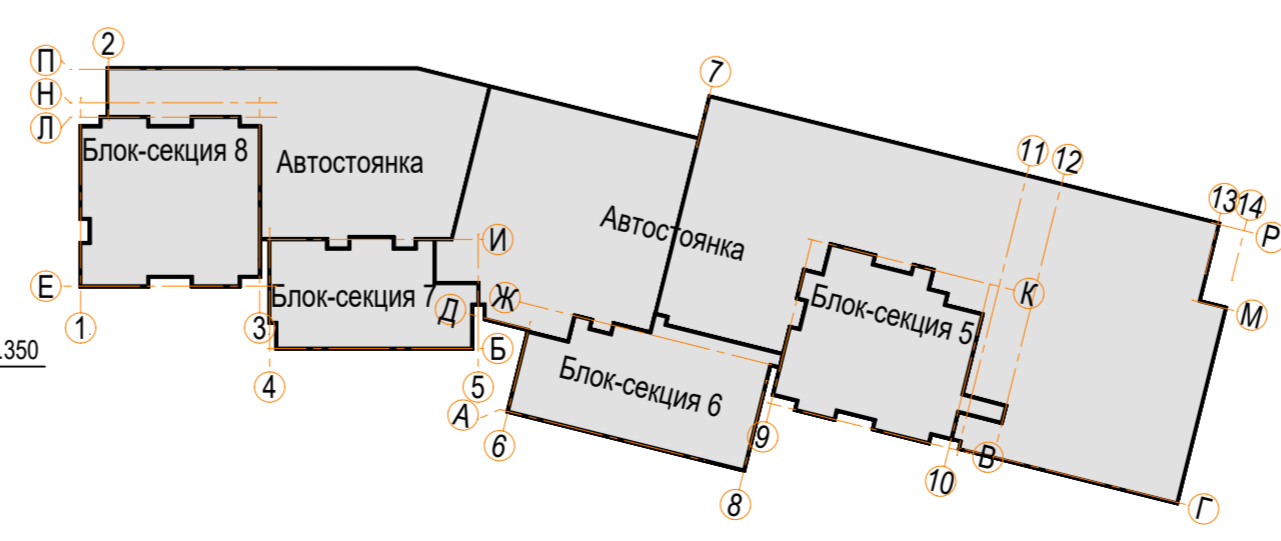 2
П
Н
Л
7
Блок-секция 8
Автостоянка
11
12
13
14
Р
Автостоянка
И
Е
Блок-секция 7
Ж
Д
Блок-секция 5
К
М
1
3
Б
.350
4
5
Блок-секция 6
А
6
9
В
10
8
Г